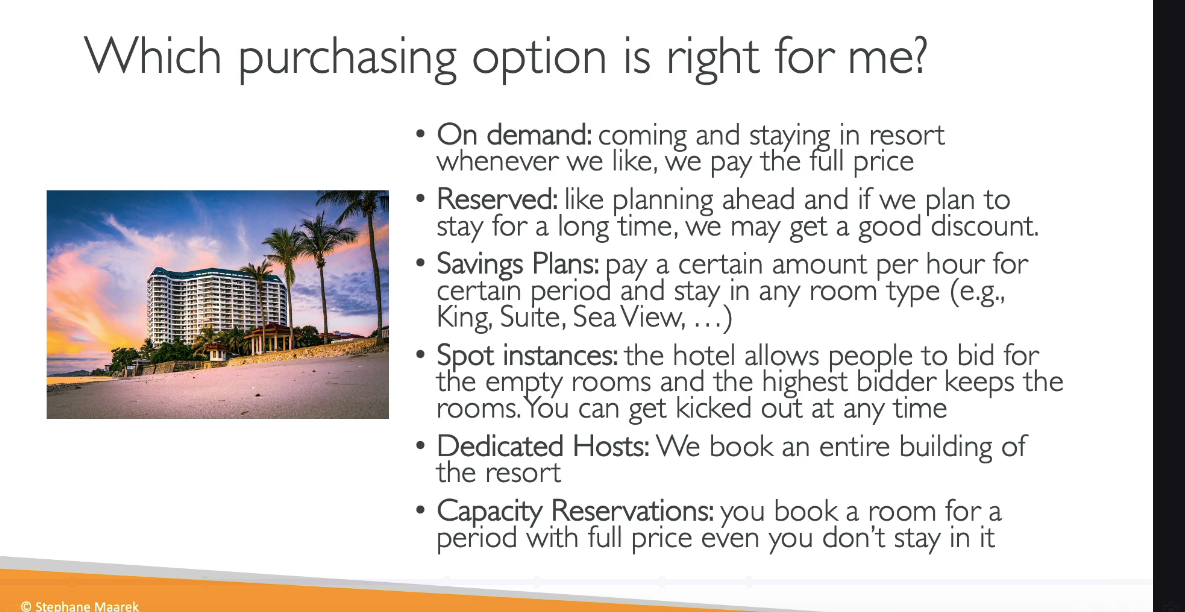 Which purchasing option is right for me?
• On demand: coming and staying in resort
whenever we like, we pay the full price
• Reserved: like planning ahead and if we plan to
stay for a long time, we may get a good discount.
• Savings Plans: pay a certain amount per hour for
certain period and stay in any room type (e.g.,
King, Suite, Sea View, …)
• Spot instances: the hotel allows people to bid for
the empty rooms and the highest bidder keeps the
rooms. You can get kicked out at any time
• Dedicated Hosts: We book an entire building of
the resort
• Capacity Reservations: you book a room for a
period with full price even you don’t stay in it
© Stephane Maarek